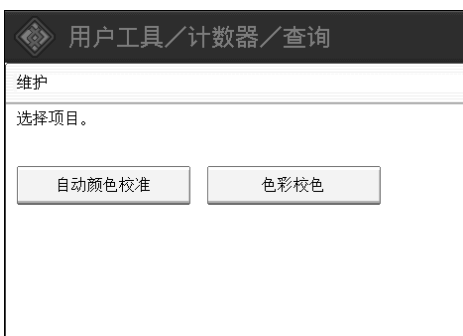 用户工具／计数器／查询
维护
选择项目。
自动颜色校准
色彩校色